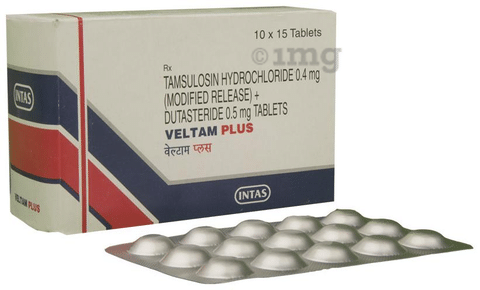 10 x 15 Tablets
©1mg
Rx
TAMSULOSIN HYDROCHLORIDE 0.4 mg
(MODIFIED RELEASE) +
DUTASTERIDE 0.5 mg TABLETS
VELTAM PLUS
वेल्टाम प्लस
INTAS
INTAS
VELTAM PLUS